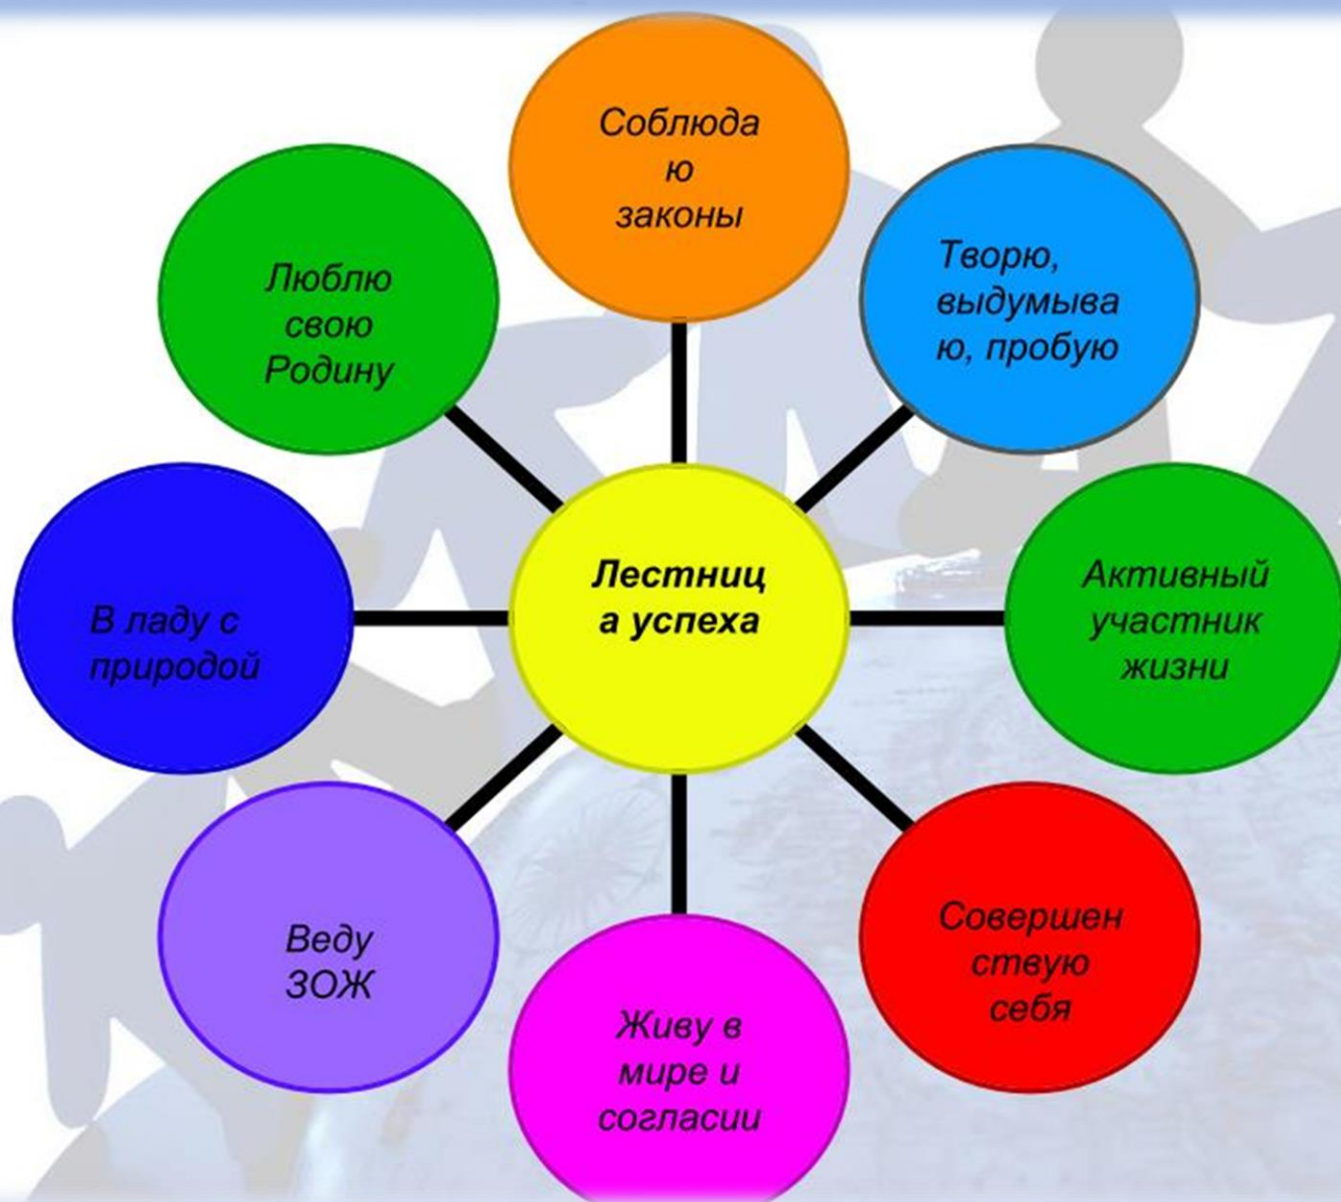 Соблюда
ю
законы
Творю,
выдумыва
ю, пробую
Люблю
свою
Родину
Лестниц
а успеха
Активный
участник
жизни
В ладу с
природой
Совершен
ствую
себя
Веду
ЗОЖ
Живу в
мире и
согласии